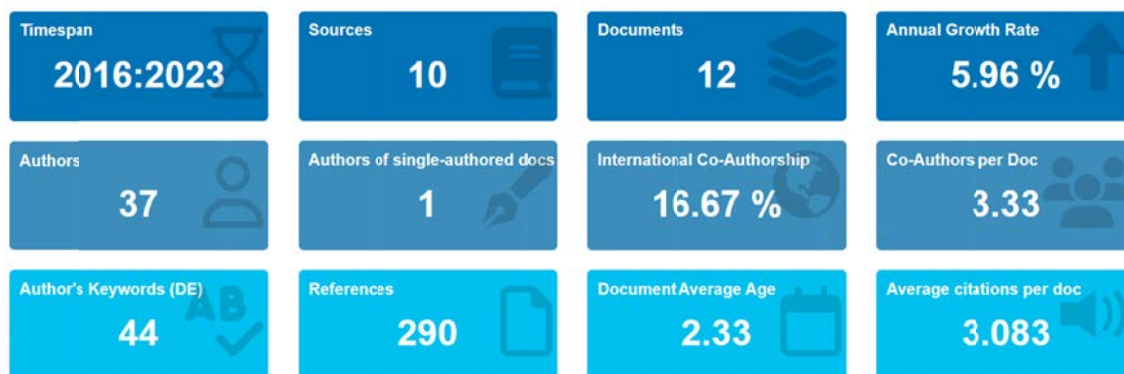 Timespan
2016:2023
Sources
10
Documents
12
Annual Growth Rate
5.96 %
Authors
37
Authors of single-authored docs
1
International Co-Authorship
16.67 %
Co-Authors per Doc
3.33
Author's Keywords (DE)
AB
44
References
290
Document Average Age
2.33
Average citations per doc
3.083